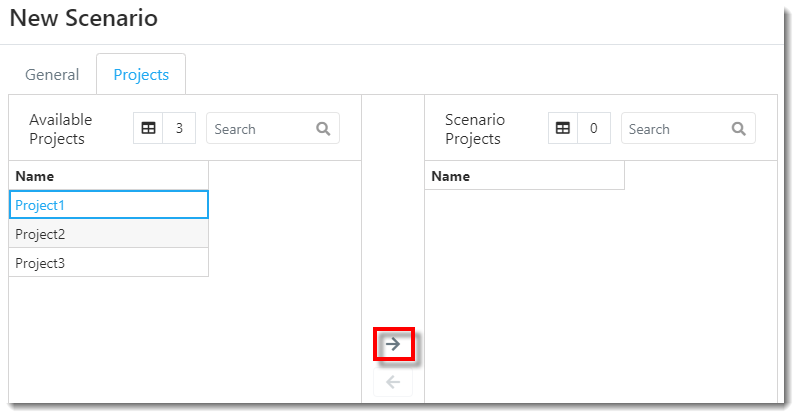 New Scenario
General
Projects
Available
Projects
3
Search
Scenario
Projects
0
Search
Name
Project1
Project2
Project3
Name